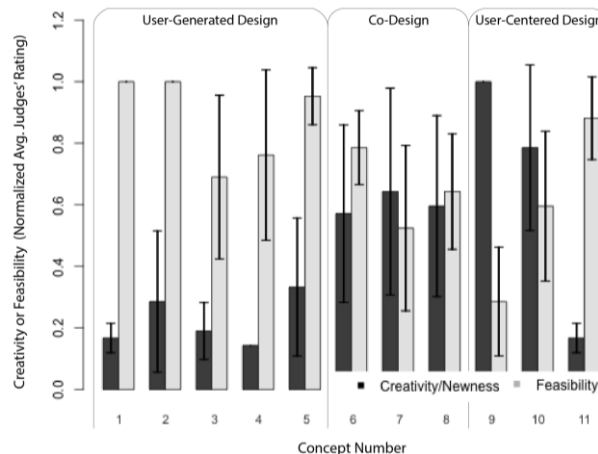 User-Generated Design
Co-Design
User-Centered Design
Creativity or Feasibility (Normalized Avg. Judges' Rating)
1.2
1.0
0.8
0.6
0.4
0.2
0.0
Creativity/Newness
Feasibility
1 2 3 4 5 6 7 8 9 10 11
Concept Number